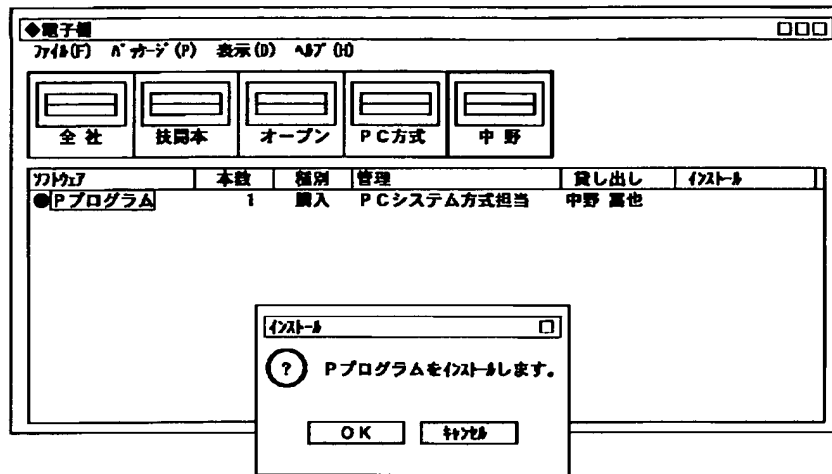 ◆電子棚
ﾌｧｲﾙ(F) ﾊﾟｯｹｰｼﾞ(P) 表示(D) ﾍﾙﾌﾟ(H)
全社 技開本 オープン PC方式 中野
ｿﾌﾄｳｪｱ 本数 種別 管理 貸し出し ｲﾝｽﾄｰﾙ
●Pプログラム 1 購入 PCシステム方式担当 中野 富也
ｲﾝｽﾄｰﾙ
? Pプログラムをｲﾝｽﾄｰﾙします。
OK ｷｬﾝｾﾙ